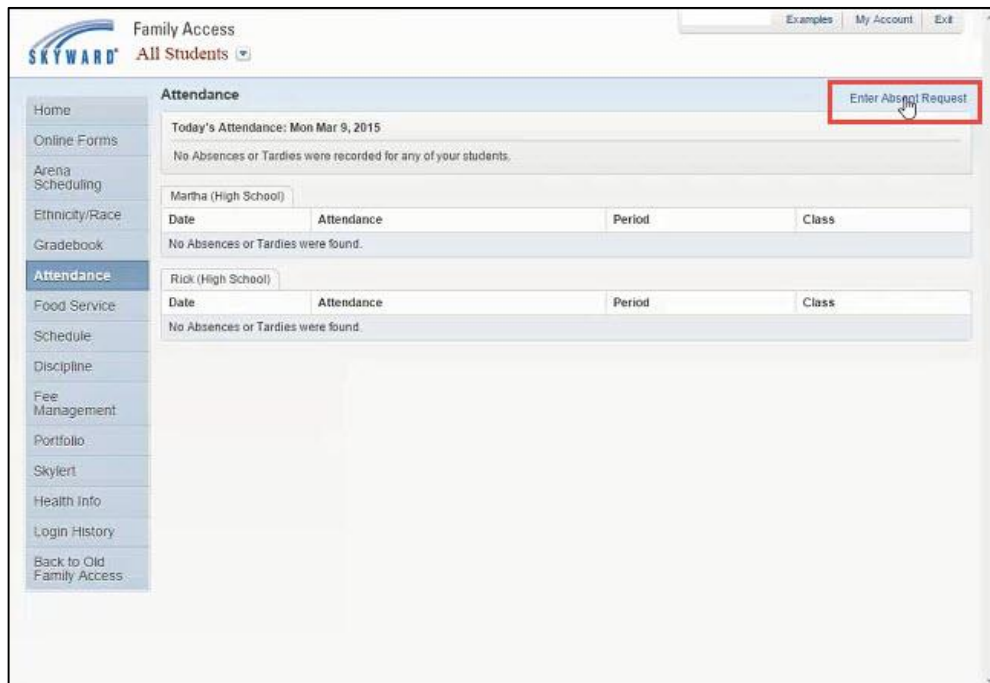 Family Access
SKYWARD® All Students
Examples My Account Exit
Home
Online Forms
Arena
Scheduling
Ethnicity/Race
Gradebook
Attendance
Food Service
Schedule
Discipline
Fee
Management
Portfolio
Skylert
Health Info
Login History
Back to Old
Family Access
Attendance
Enter Absent Request
Today's Attendance: Mon Mar 9, 2015
No Absences or Tardies were recorded for any of your students.
Martha (High School)
Date Attendance Period Class
No Absences or Tardies were found.
Rick (High School)
Date Attendance Period Class
No Absences or Tardies were found.